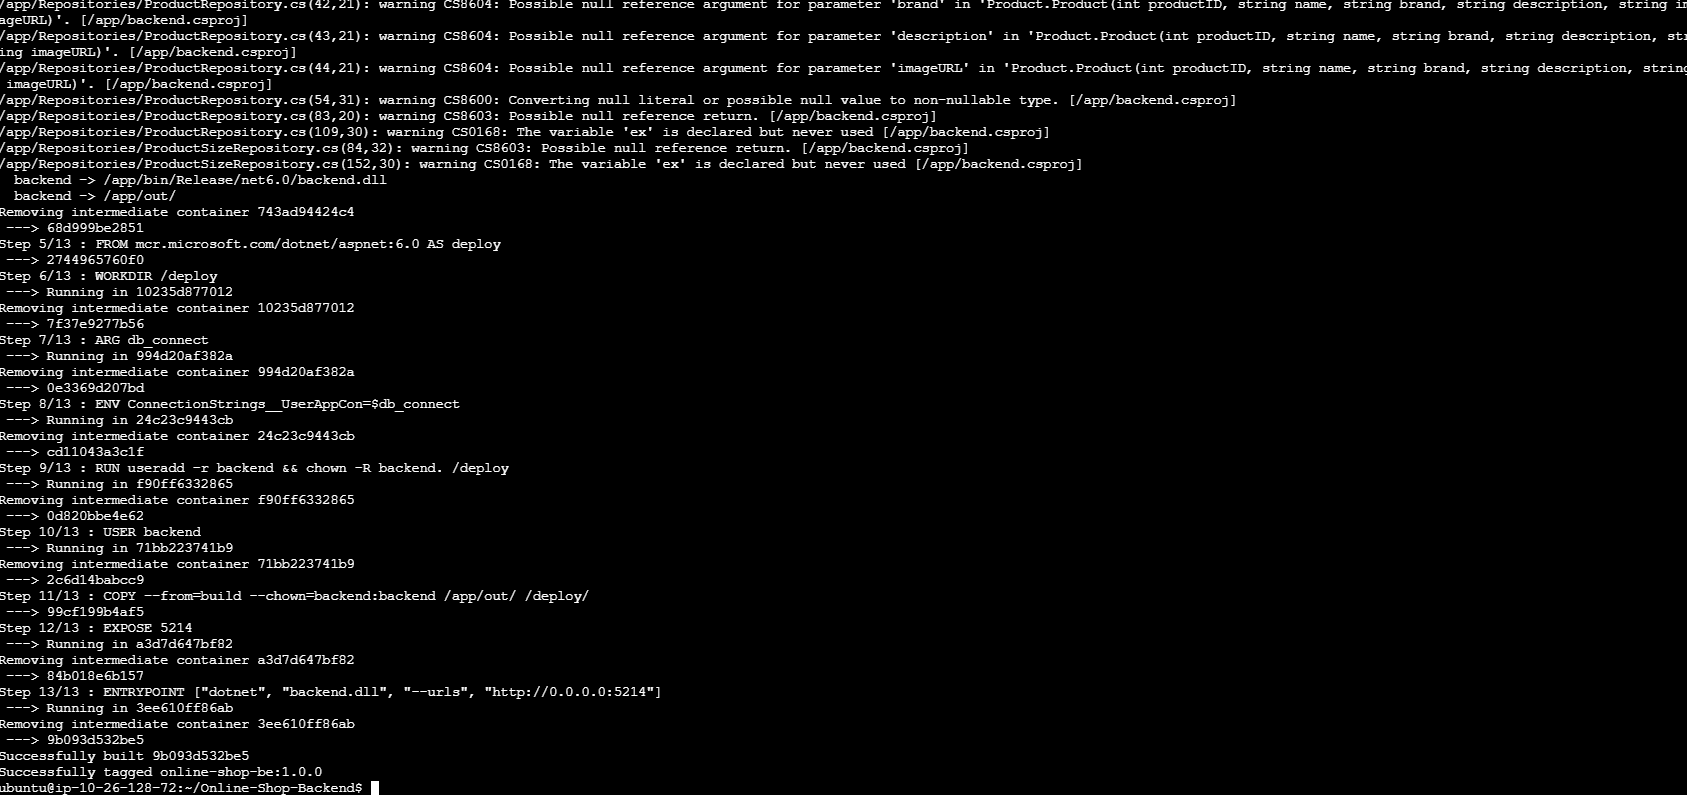 /app/Repositories/ProductRepository.cs(42,21): warning CS8604: Possible null reference argument for parameter 'brand' in 'Product.Product(int productID, string name, string brand, string description, string im
ageURL)'. [/app/backend.csproj]
/app/Repositories/ProductRepository.cs(43,21): warning CS8604: Possible null reference argument for parameter 'description' in 'Product.Product(int productID, string name, string brand, string description, str
ing imageURL)'. [/app/backend.csproj]
/app/Repositories/ProductRepository.cs(44,21): warning CS8604: Possible null reference argument for parameter 'imageURL' in 'Product.Product(int productID, string name, string brand, string description, string
 imageURL)'. [/app/backend.csproj]
/app/Repositories/ProductRepository.cs(54,31): warning CS8600: Converting null literal or possible null value to non-nullable type. [/app/backend.csproj]
/app/Repositories/ProductRepository.cs(83,20): warning CS8603: Possible null reference return. [/app/backend.csproj]
/app/Repositories/ProductRepository.cs(109,30): warning CS0168: The variable 'ex' is declared but never used [/app/backend.csproj]
/app/Repositories/ProductSizeRepository.cs(84,32): warning CS8603: Possible null reference return. [/app/backend.csproj]
/app/Repositories/ProductSizeRepository.cs(152,30): warning CS0168: The variable 'ex' is declared but never used [/app/backend.csproj]
  backend -> /app/bin/Release/net6.0/backend.dll
  backend -> /app/out/
Removing intermediate container 743ad94424c4
 ---> 68d999be2851
Step 5/13 : FROM mcr.microsoft.com/dotnet/aspnet:6.0 AS deploy
 ---> 2744965760f0
Step 6/13 : WORKDIR /deploy
 ---> Running in 10235d877012
Removing intermediate container 10235d877012
 ---> 7f37e9277b56
Step 7/13 : ARG db_connect
 ---> Running in 994d20af382a
Removing intermediate container 994d20af382a
 ---> 0e3369d207bd
Step 8/13 : ENV ConnectionStrings__UserAppCon=$db_connect
 ---> Running in 24c23c9443cb
Removing intermediate container 24c23c9443cb
 ---> cd11043a3c1f
Step 9/13 : RUN useradd -r backend && chown -R backend. /deploy
 ---> Running in f90ff6332865
Removing intermediate container f90ff6332865
 ---> 0d820bbe4e62
Step 10/13 : USER backend
 ---> Running in 71bb223741b9
Removing intermediate container 71bb223741b9
 ---> 2c6d14babcc9
Step 11/13 : COPY --from=build --chown=backend:backend /app/out/ /deploy/
 ---> 99cf199b4af5
Step 12/13 : EXPOSE 5214
 ---> Running in a3d7d647bf82
Removing intermediate container a3d7d647bf82
 ---> 84b018e6b157
Step 13/13 : ENTRYPOINT ["dotnet", "backend.dll", "--urls", "http://0.0.0.0:5214"]
 ---> Running in 3ee610ff86ab
Removing intermediate container 3ee610ff86ab
 ---> 9b093d532be5
Successfully built 9b093d532be5
Successfully tagged online-shop-be:1.0.0
ubuntu@ip-10-26-128-72:~/Online-Shop-Backend$